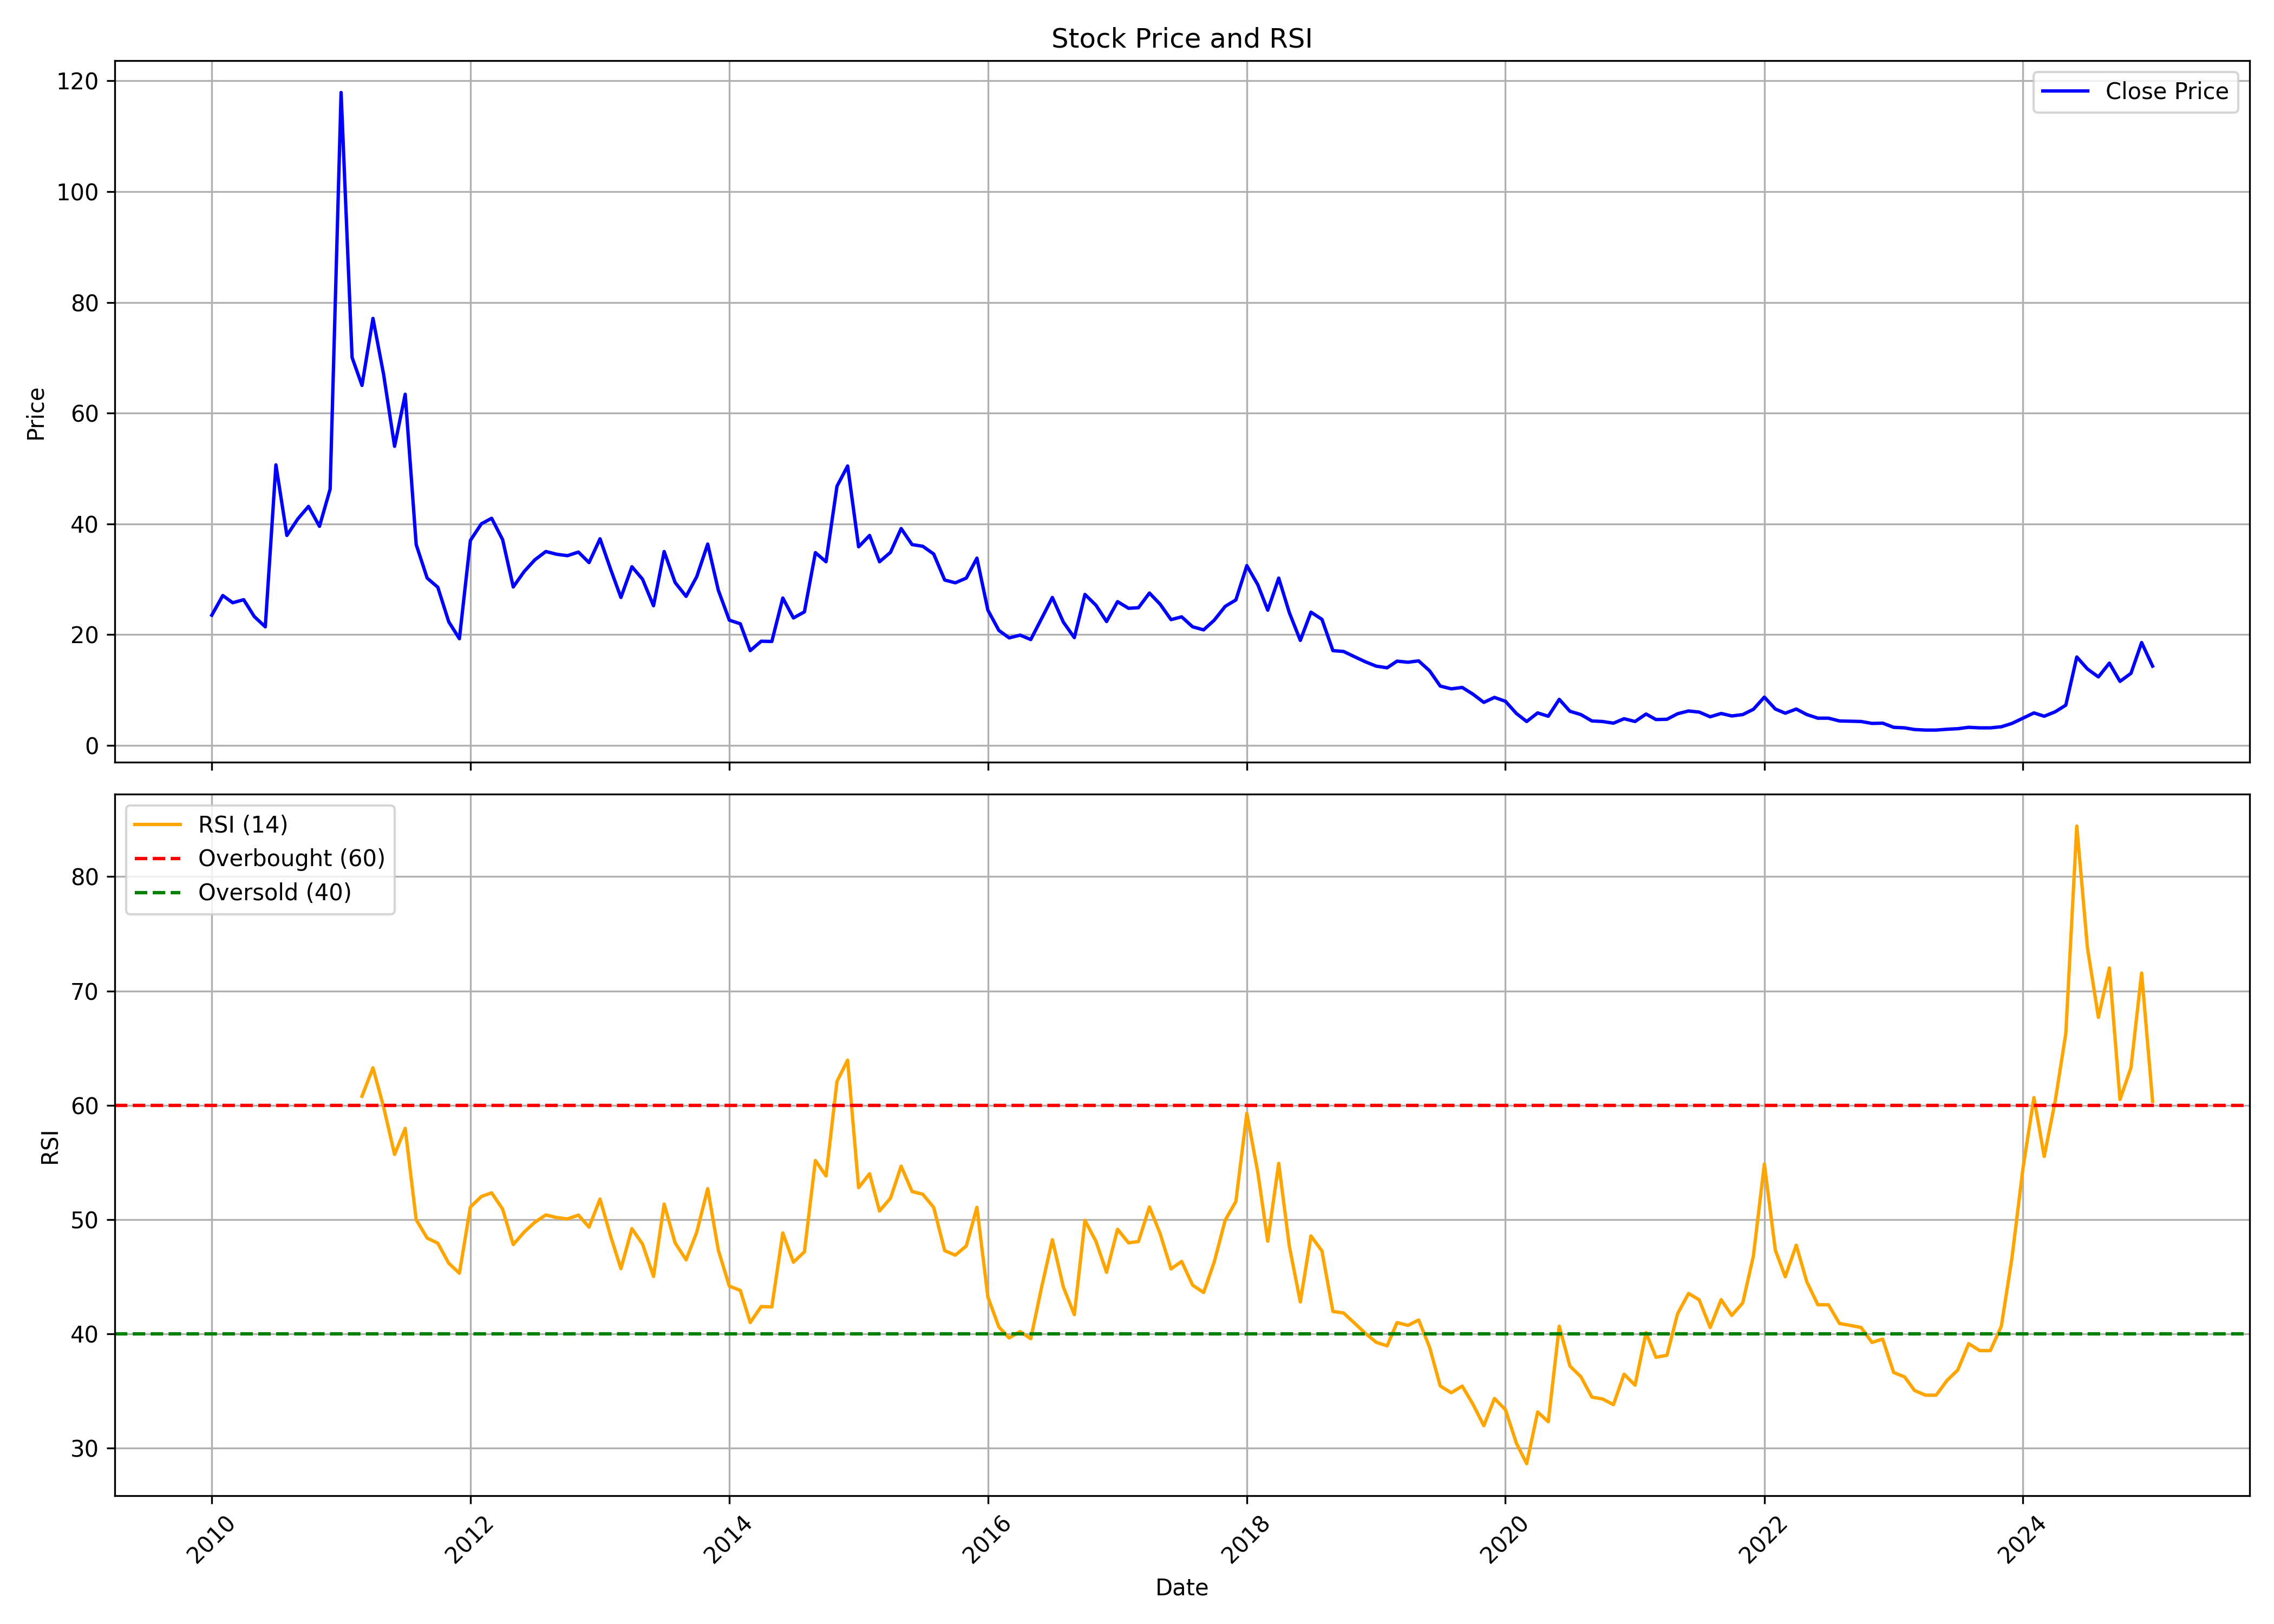 Stock Price and RSI
120
100
80
60
40
20
0
Price
Close Price
80
70
60
50
40
30
RSI
RSI (14)
Overbought (60)
Oversold (40)
2010
2012
2014
2016
2018
2020
2022
2024
Date